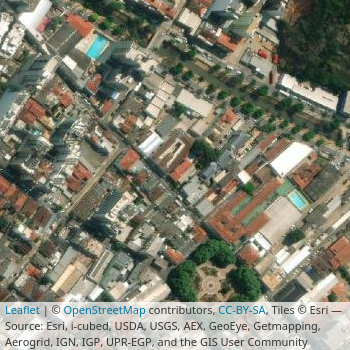 Leaflet | © OpenStreetMap contributors, CC-BY-SA, Tiles © Esri —
Source: Esri, i-cubed, USDA, USGS, AEX, GeoEye, Getmapping,
Aerogrid, IGN, IGP, UPR-EGP, and the GIS User Community